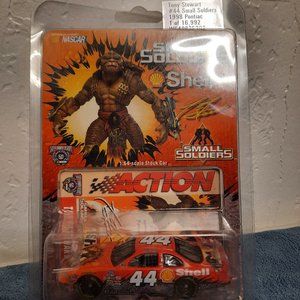 Tony Stewart
#44 Small Soldiers
1998 Pontiac
1 of 16,992
NASCAR
SMALL
SOLDIERS
Shell
SMALL
SOLDIERS
1:64-scale Stock Car
ACTION
44
44
Shell